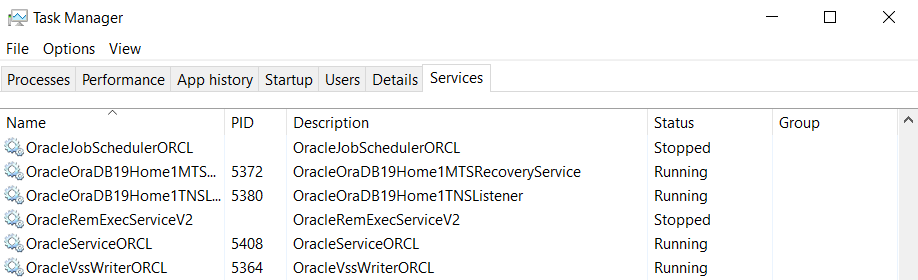 Task Manager
File Options View
Processes Performance App history Startup Users Details Services
Name PID Description Status Group
OracleJobSchedulerORCL OracleJobSchedulerORCL Stopped
OracleOraDB19Home1MTS... 5372 OracleOraDB19Home1MTSRecoveryService Running
OracleOraDB19Home1TNSL... 5380 OracleOraDB19Home1TNSListener Running
OracleRemExecServiceV2 OracleRemExecServiceV2 Stopped
OracleServiceORCL 5408 OracleServiceORCL Running
OracleVssWriterORCL 5364 OracleVssWriterORCL Running